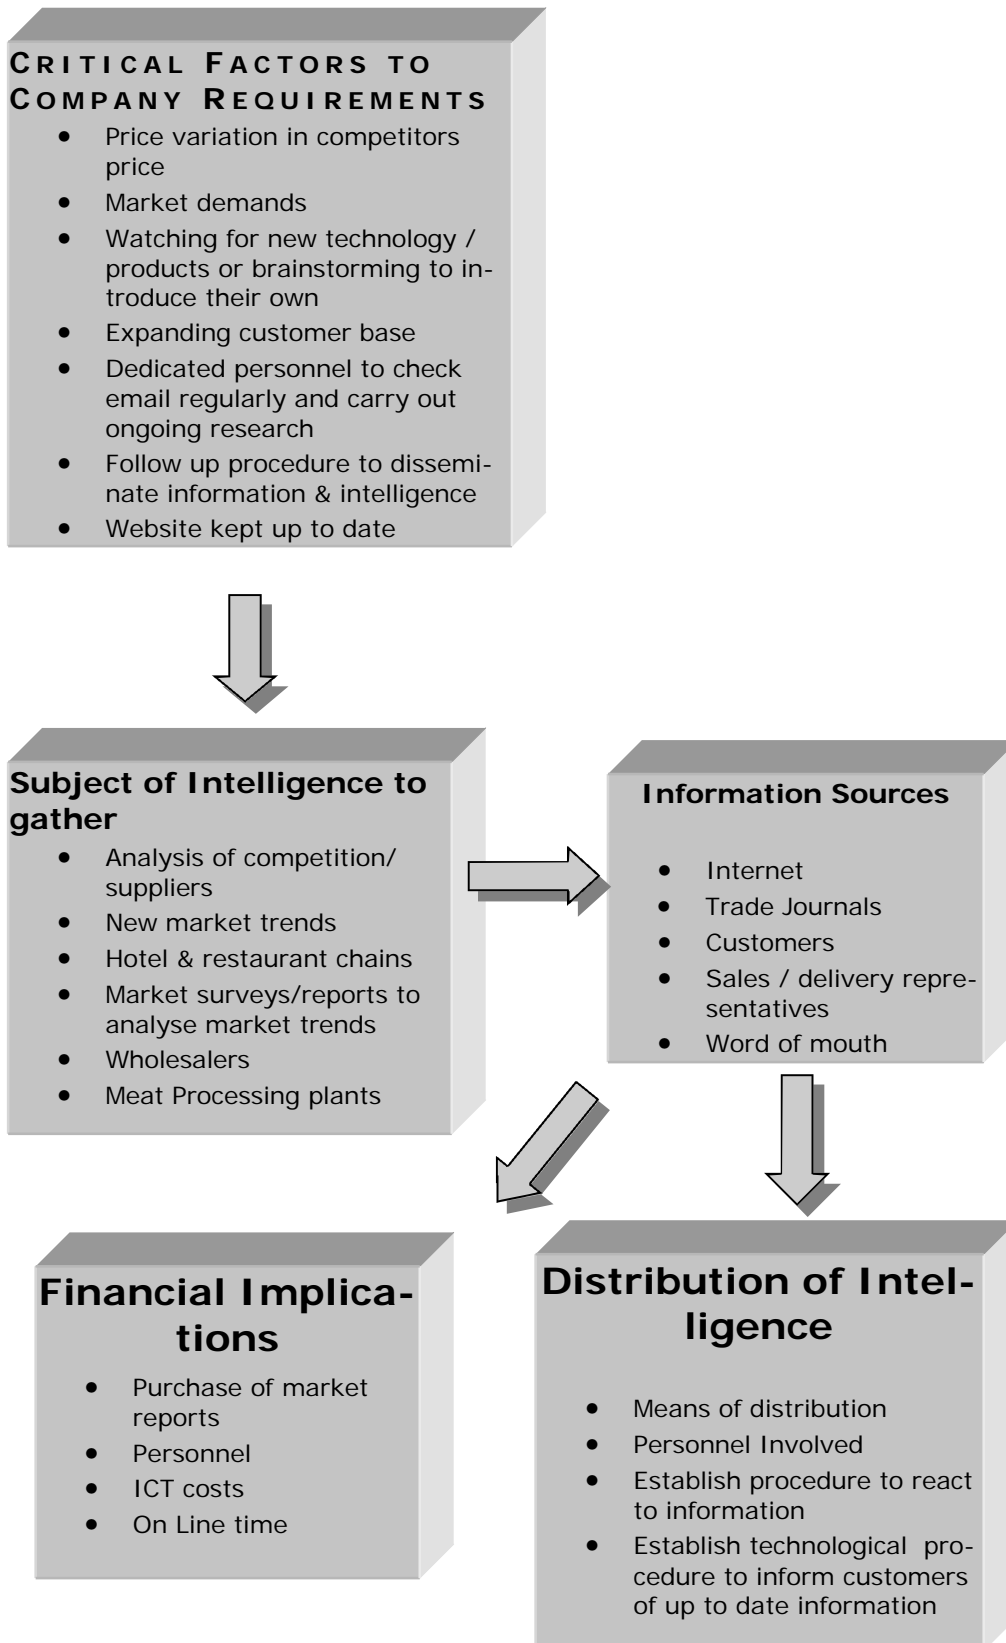 CRITICAL FACTORS TO
COMPANY REQUIREMENTS
• Price variation in competitors
price
• Market demands
• Watching for new technology /
products or brainstorming to in-
troduce their own
• Expanding customer base
• Dedicated personnel to check
email regularly and carry out
ongoing research
• Follow up procedure to dissemi-
nate information & intelligence
• Website kept up to date
Subject of Intelligence to
gather
• Analysis of competition/
suppliers
• New market trends
• Hotel & restaurant chains
• Market surveys/reports to
analyse market trends
• Wholesalers
• Meat Processing plants
Information Sources
• Internet
• Trade Journals
• Customers
• Sales / delivery repre-
sentatives
• Word of mouth
Financial Implica-
tions
• Purchase of market
reports
• Personnel
• ICT costs
• On Line time
Distribution of Intel-
ligence
• Means of distribution
• Personnel Involved
• Establish procedure to react
to information
• Establish technological pro-
cedure to inform customers
of up to date information